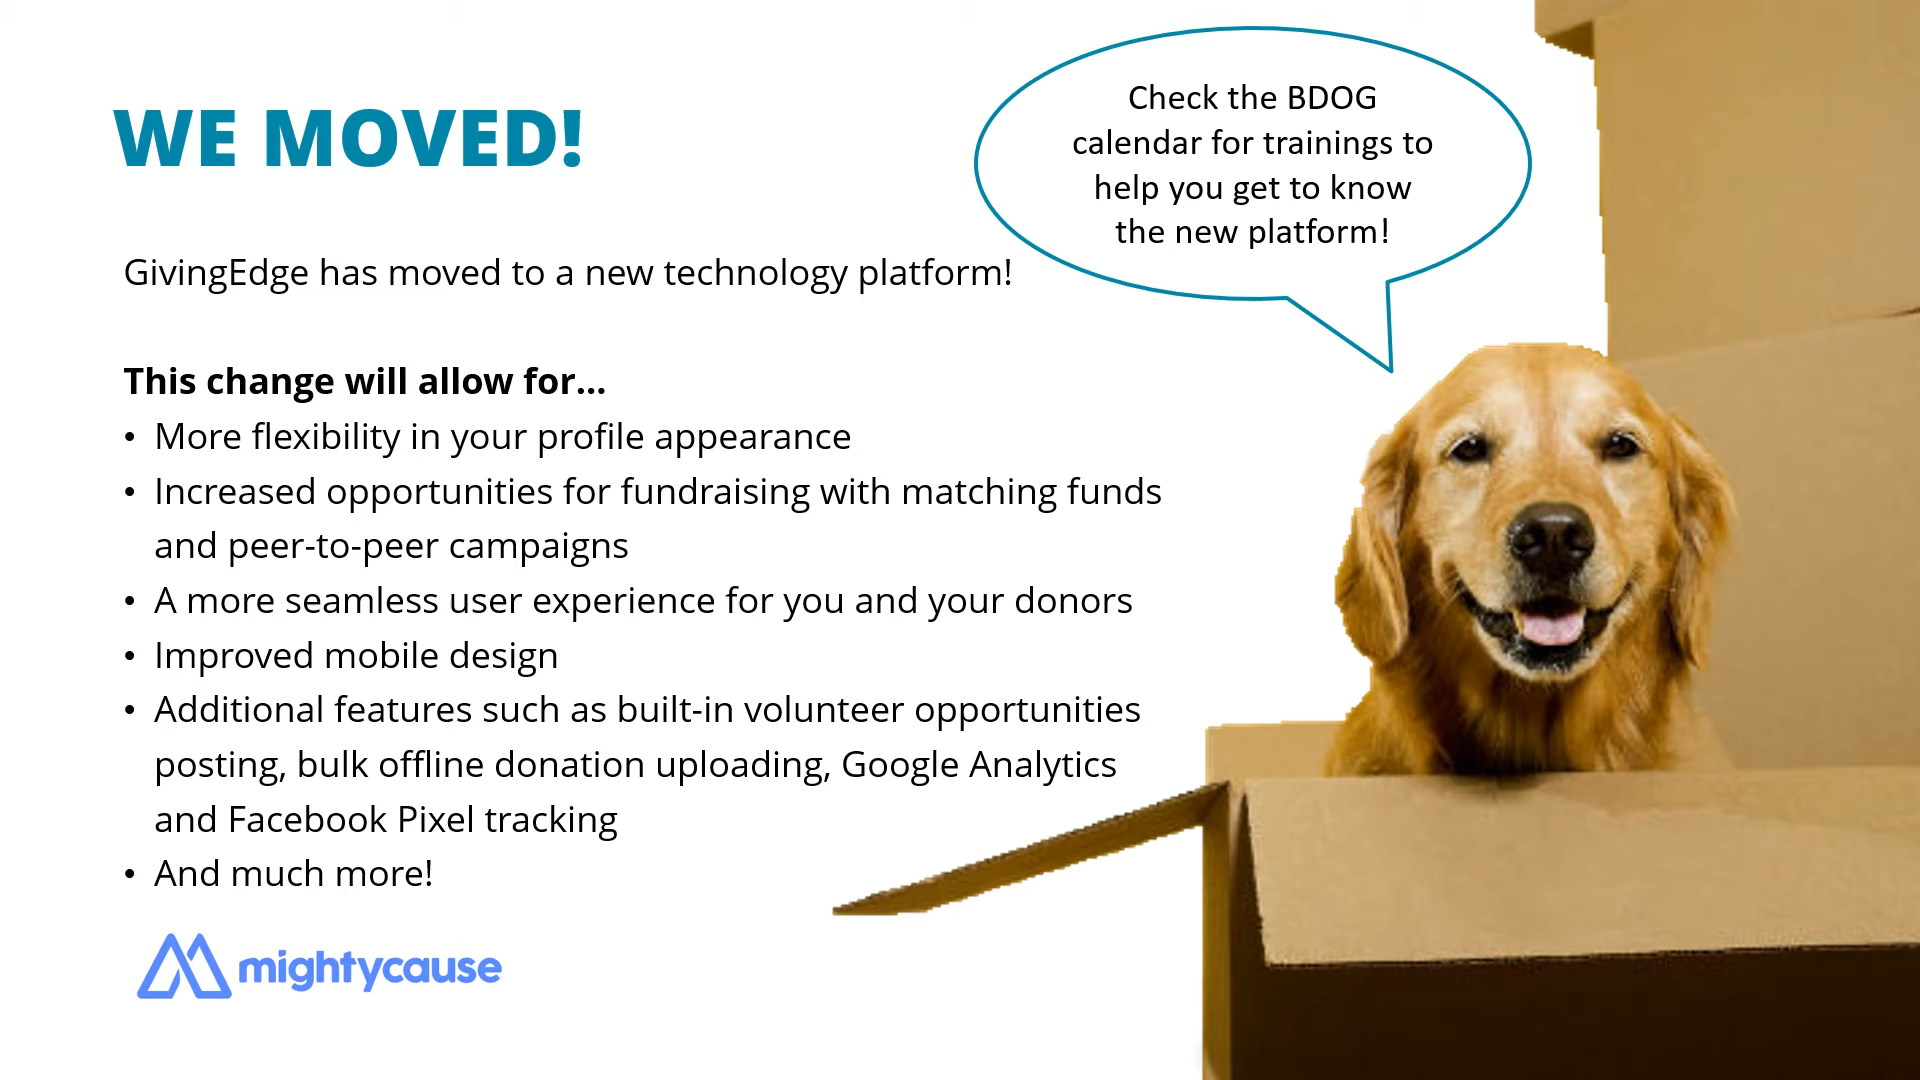 WE MOVED!
Check the BDOG
calendar for trainings to
help you get to know
the new platform!
GivingEdge has moved to a new technology platform!
This change will allow for...
• More flexibility in your profile appearance
• Increased opportunities for fundraising with matching funds
and peer-to-peer campaigns
• A more seamless user experience for you and your donors
• Improved mobile design
• Additional features such as built-in volunteer opportunities
posting, bulk offline donation uploading, Google Analytics
and Facebook Pixel tracking
• And much more!
mightycause